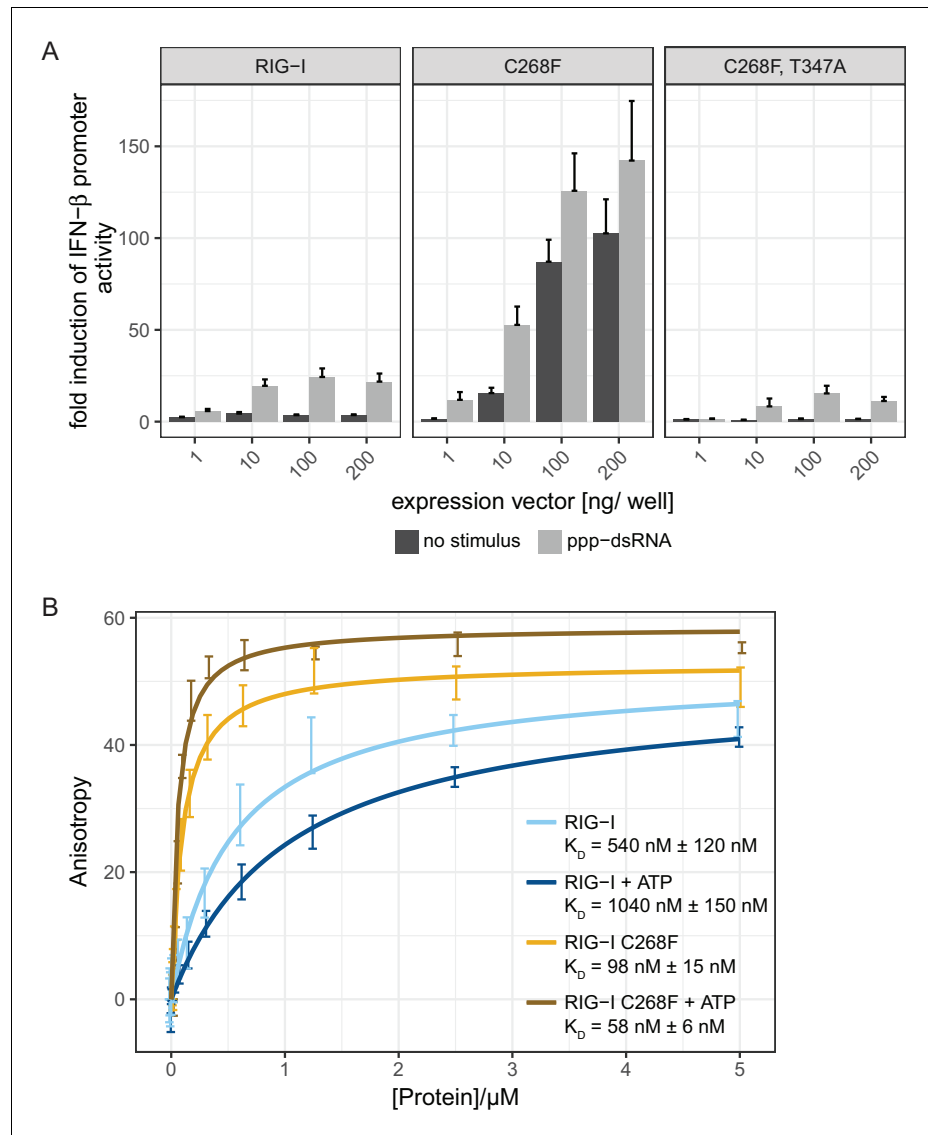 A
RIG−I
C268F
C268F, T347A
fold induction of IFN−β promoter
activity
150
100
50
0
1
10
100
200
1
10
100
200
1
10
100
200
expression vector [ng/ well]
no stimulus
ppp−dsRNA
B
Anisotropy
60
40
20
0
RIG−I
K_D = 540 nM ± 120 nM
RIG−I + ATP
K_D = 1040 nM ± 150 nM
RIG−I C268F
K_D = 98 nM ± 15 nM
RIG−I C268F + ATP
K_D = 58 nM ± 6 nM
0
1
2
3
4
5
[Protein]/µM